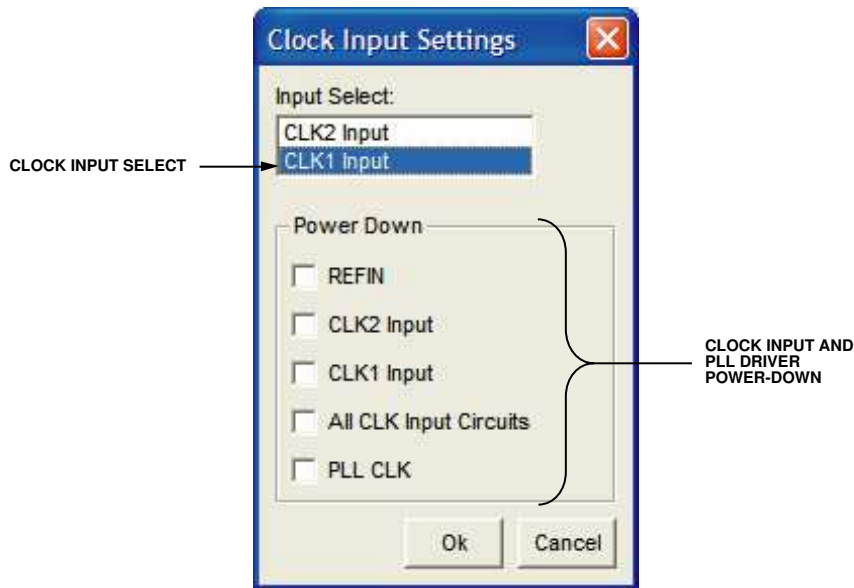 Clock Input Settings
Input Select:
CLK2 Input
CLK1 Input
CLOCK INPUT SELECT
Power Down
REFIN
CLK2 Input
CLK1 Input
All CLK Input Circuits
PLL CLK
CLOCK INPUT AND
PLL DRIVER
POWER-DOWN
Ok
Cancel